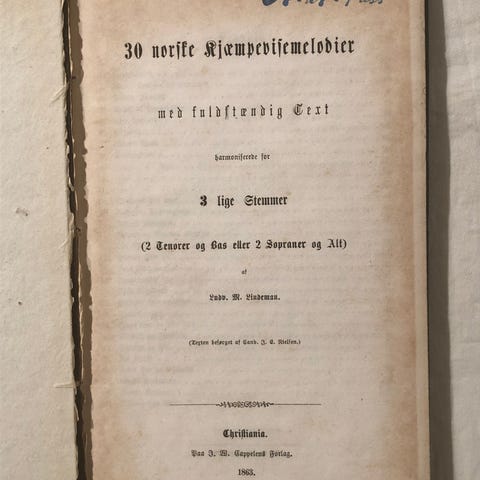 30 norske Kjæmpevisemelodier
med fuldstændig Text
harmoniserede for
3 lige Stemmer
(2 Tenorer og Bas eller 2 Sopraner og Alt)
af
Ludv. M. Lindeman.
(Texten besørget af Cand. J. E. Nielsen.)
Christiania.
Paa J. W. Cappelens Forlag.
1863.